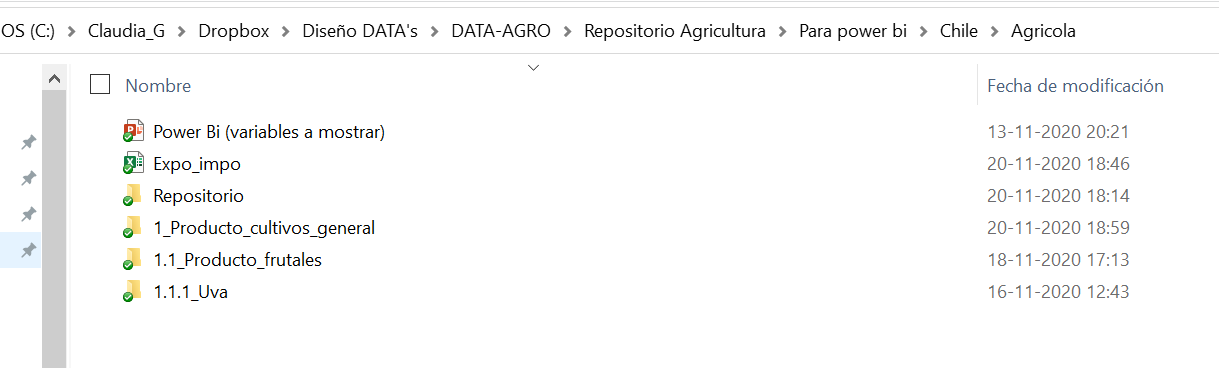 OS (C:) > Claudia_G > Dropbox > Diseño DATA's > DATA-AGRO > Repositorio Agricultura > Para power bi > Chile > Agricola
Nombre Fecha de modificación
Power Bi (variables a mostrar) 13-11-2020 20:21
Expo_impo 20-11-2020 18:46
Repositorio 20-11-2020 18:14
1_Producto_cultivos_general 20-11-2020 18:59
1.1_Producto_frutales 18-11-2020 17:13
1.1.1_Uva 16-11-2020 12:43